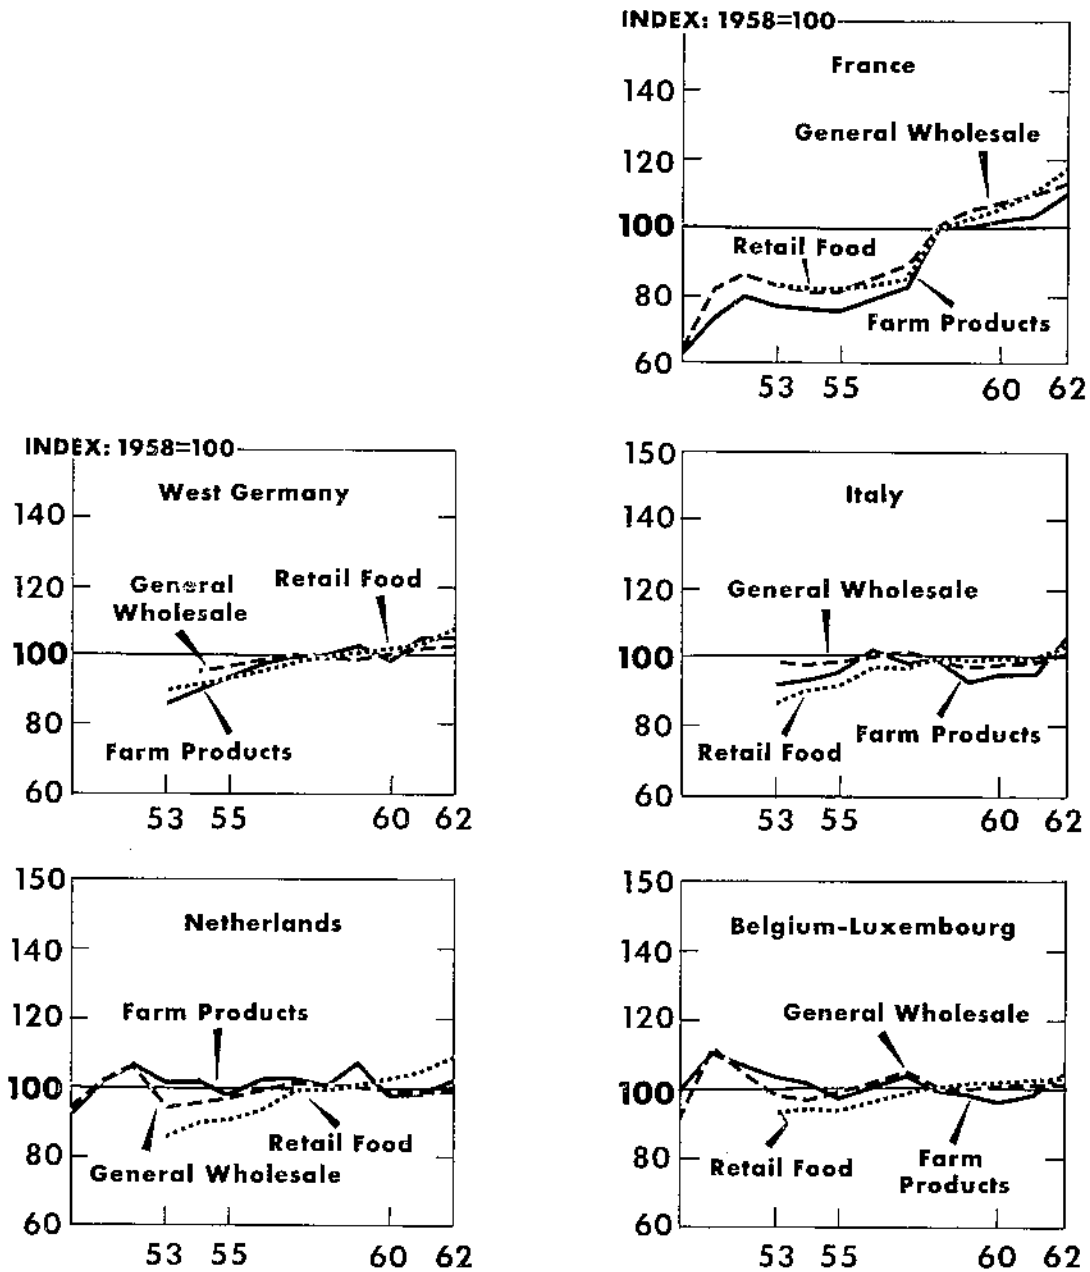 INDEX: 1958=100
France
140
General Wholesale
120
100
Retail Food
80
Farm Products
60
53 55 60 62
INDEX: 1958=100
West Germany
140
120
General
Wholesale
Retail Food
100
80
Farm Products
60
53 55 60 62
150
Italy
140
120
General Wholesale
100
80
Retail Food
Farm Products
60
53 55 60 62
150
Netherlands
140
120
Farm Products
100
Retail Food
80
General Wholesale
60
53 55 60 62
150
Belgium-Luxembourg
140
120
General Wholesale
100
80
Retail Food
Farm
Products
60
53 55 60 62